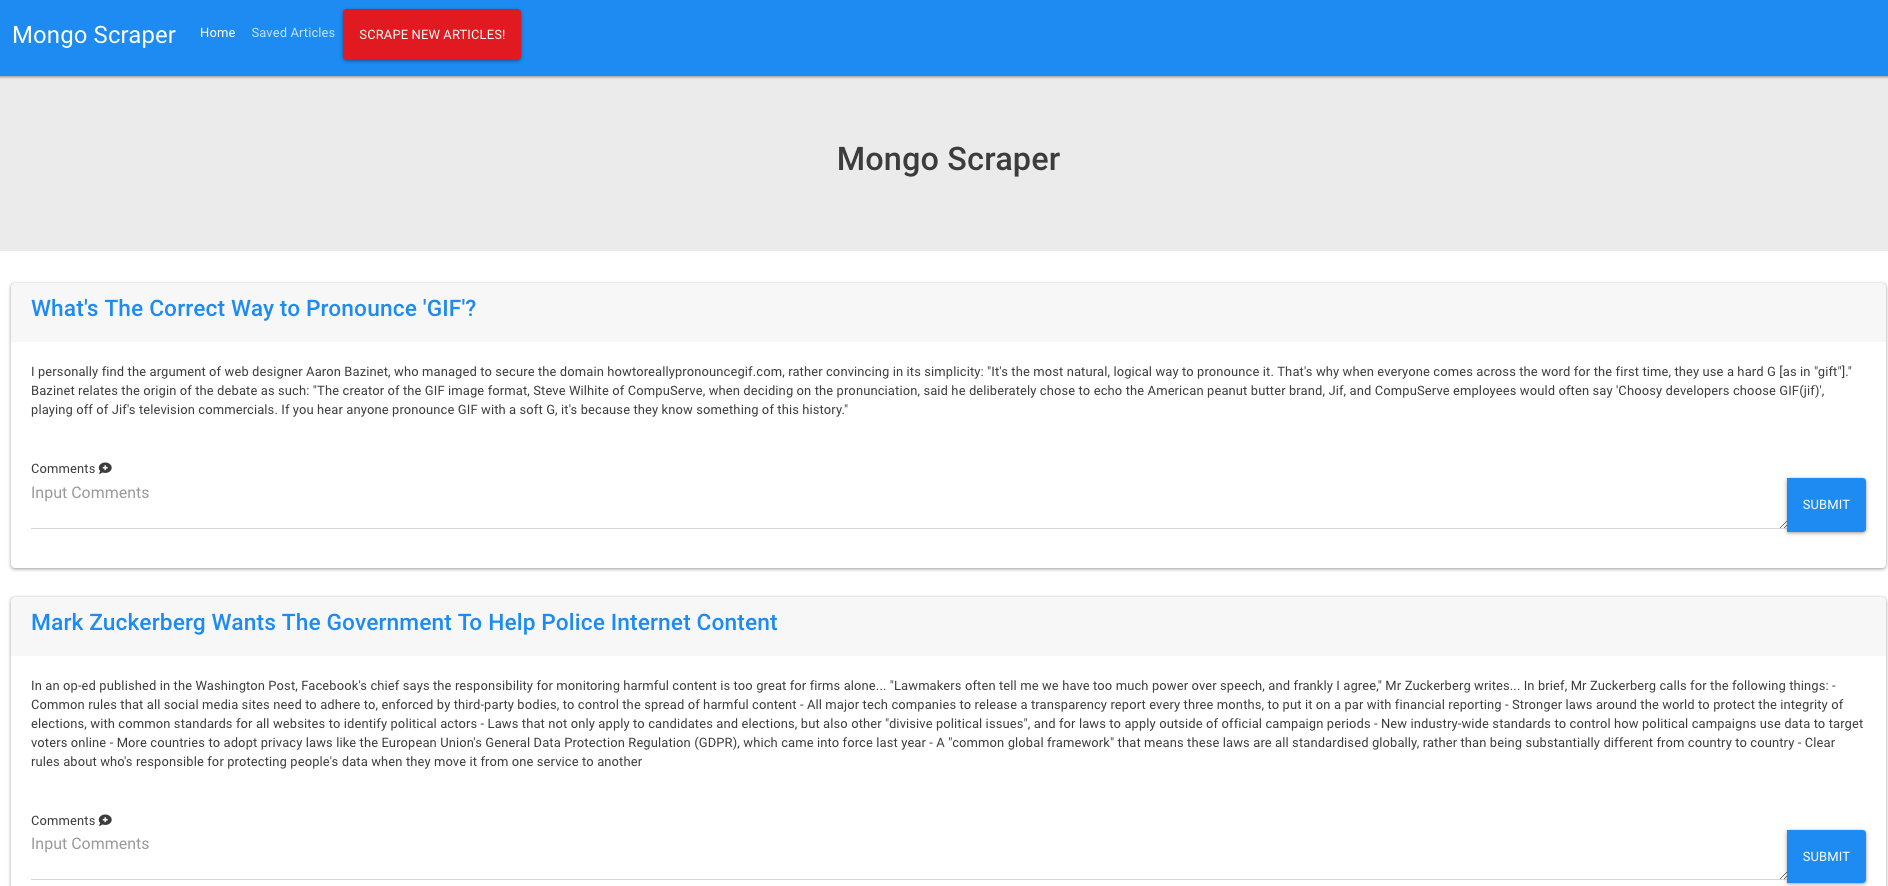 Mongo Scraper
Home
Saved Articles
SCRAPE NEW ARTICLES!
Mongo Scraper
What's The Correct Way to Pronounce 'GIF'?
I personally find the argument of web designer Aaron Bazinet, who managed to secure the domain howtoreallypronouncegif.com, rather convincing in its simplicity: "It's the most natural, logical way to pronounce it. That's why when everyone comes across the word for the first time, they use a hard G [as in "gift"]."
Bazinet relates the origin of the debate as such: "The creator of the GIF image format, Steve Wilhite of CompuServe, when deciding on the pronunciation, said he deliberately chose to echo the American peanut butter brand, Jif, and CompuServe employees would often say 'Choosy developers choose GIF(jif)',
playing off of Jif's television commercials. If you hear anyone pronounce GIF with a soft G, it's because they know something of this history."
Comments
Input Comments
SUBMIT
Mark Zuckerberg Wants The Government To Help Police Internet Content
In an op-ed published in the Washington Post, Facebook's chief says the responsibility for monitoring harmful content is too great for firms alone... "Lawmakers often tell me we have too much power over speech, and frankly I agree," Mr Zuckerberg writes... In brief, Mr Zuckerberg calls for the following things: -
Common rules that all social media sites need to adhere to, enforced by third-party bodies, to control the spread of harmful content - All major tech companies to release a transparency report every three months, to put it on a par with financial reporting - Stronger laws around the world to protect the integrity of
elections, with common standards for all websites to identify political actors - Laws that not only apply to candidates and elections, but also other "divisive political issues", and for laws to apply outside of official campaign periods - New industry-wide standards to control how political campaigns use data to target
voters online - More countries to adopt privacy laws like the European Union's General Data Protection Regulation (GDPR), which came into force last year - A "common global framework" that means these laws are all standardised globally, rather than being substantially different from country to country - Clear
rules about who's responsible for protecting people's data when they move it from one service to another
Comments
Input Comments
SUBMIT